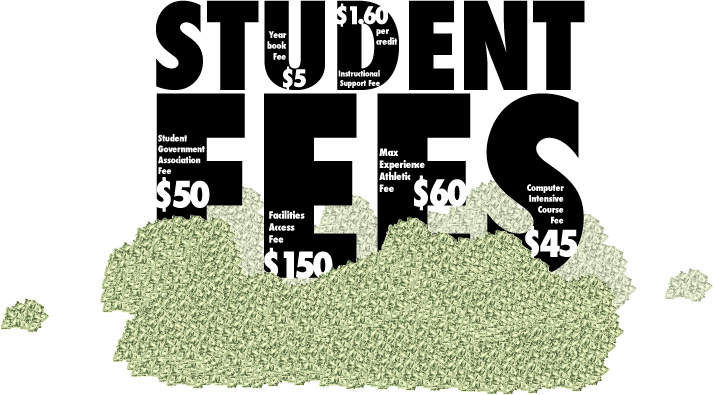 STUDENT
Year
book
Fee
$5
$1.60
per
credit
Instructional
Support Fee
FEES
Student
Government
Association
Fee
$50
Facilities
Access
Fee
$150
Max
Experience
Athletic
Fee
$60
Computer
Intensive
Course
Fee
$45